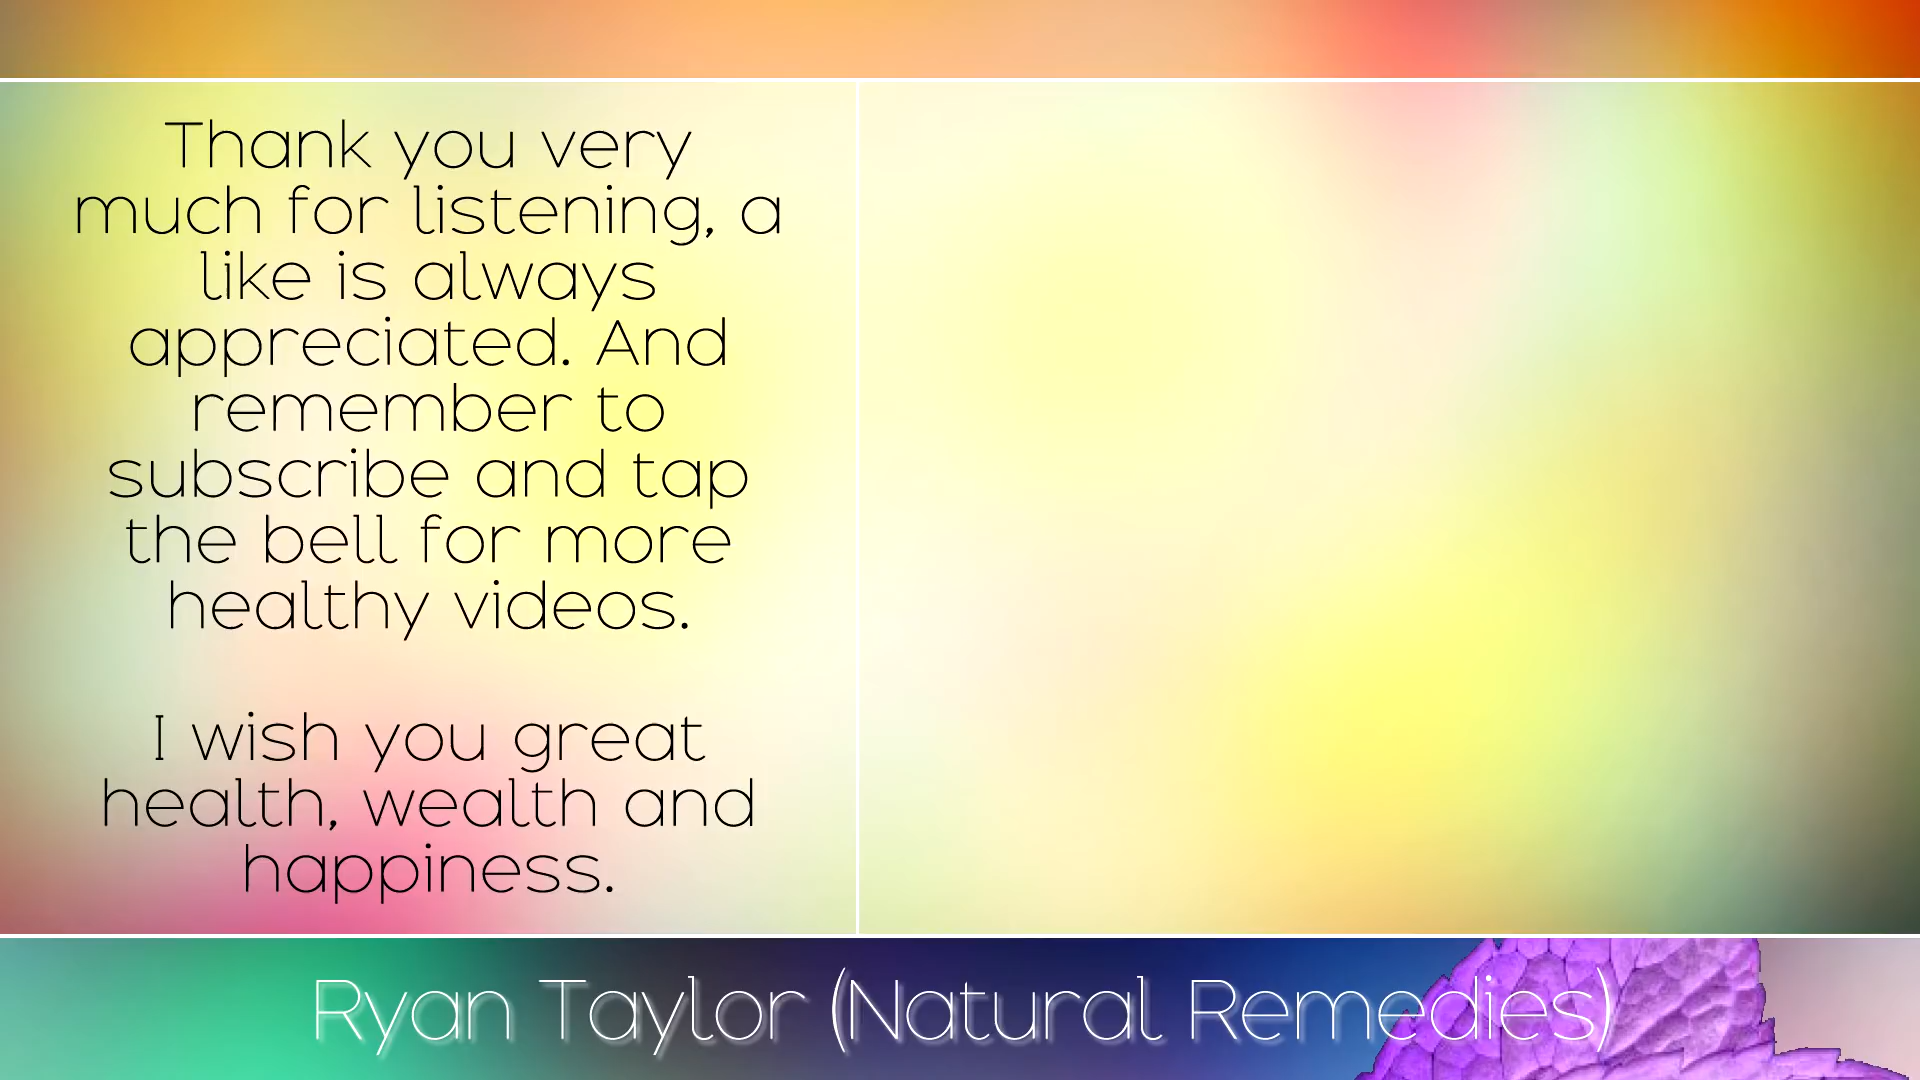 Thank you very
much for listening, a
like is always
appreciated. And
remember to
subscribe and tap
the bell for more
healthy videos.
I wish you great
health, wealth and
happiness.
Ryan Taylor (Natural Remedies)